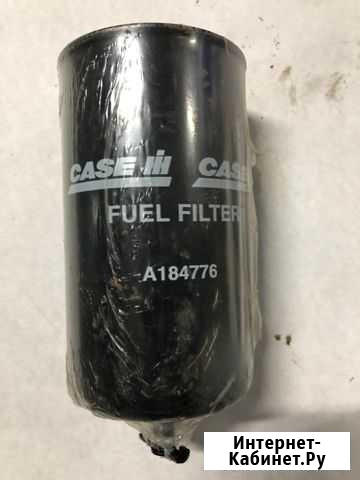 CASE IH CASE
FUEL FILTER
A184776
Интернет-
Кабинет.Ру